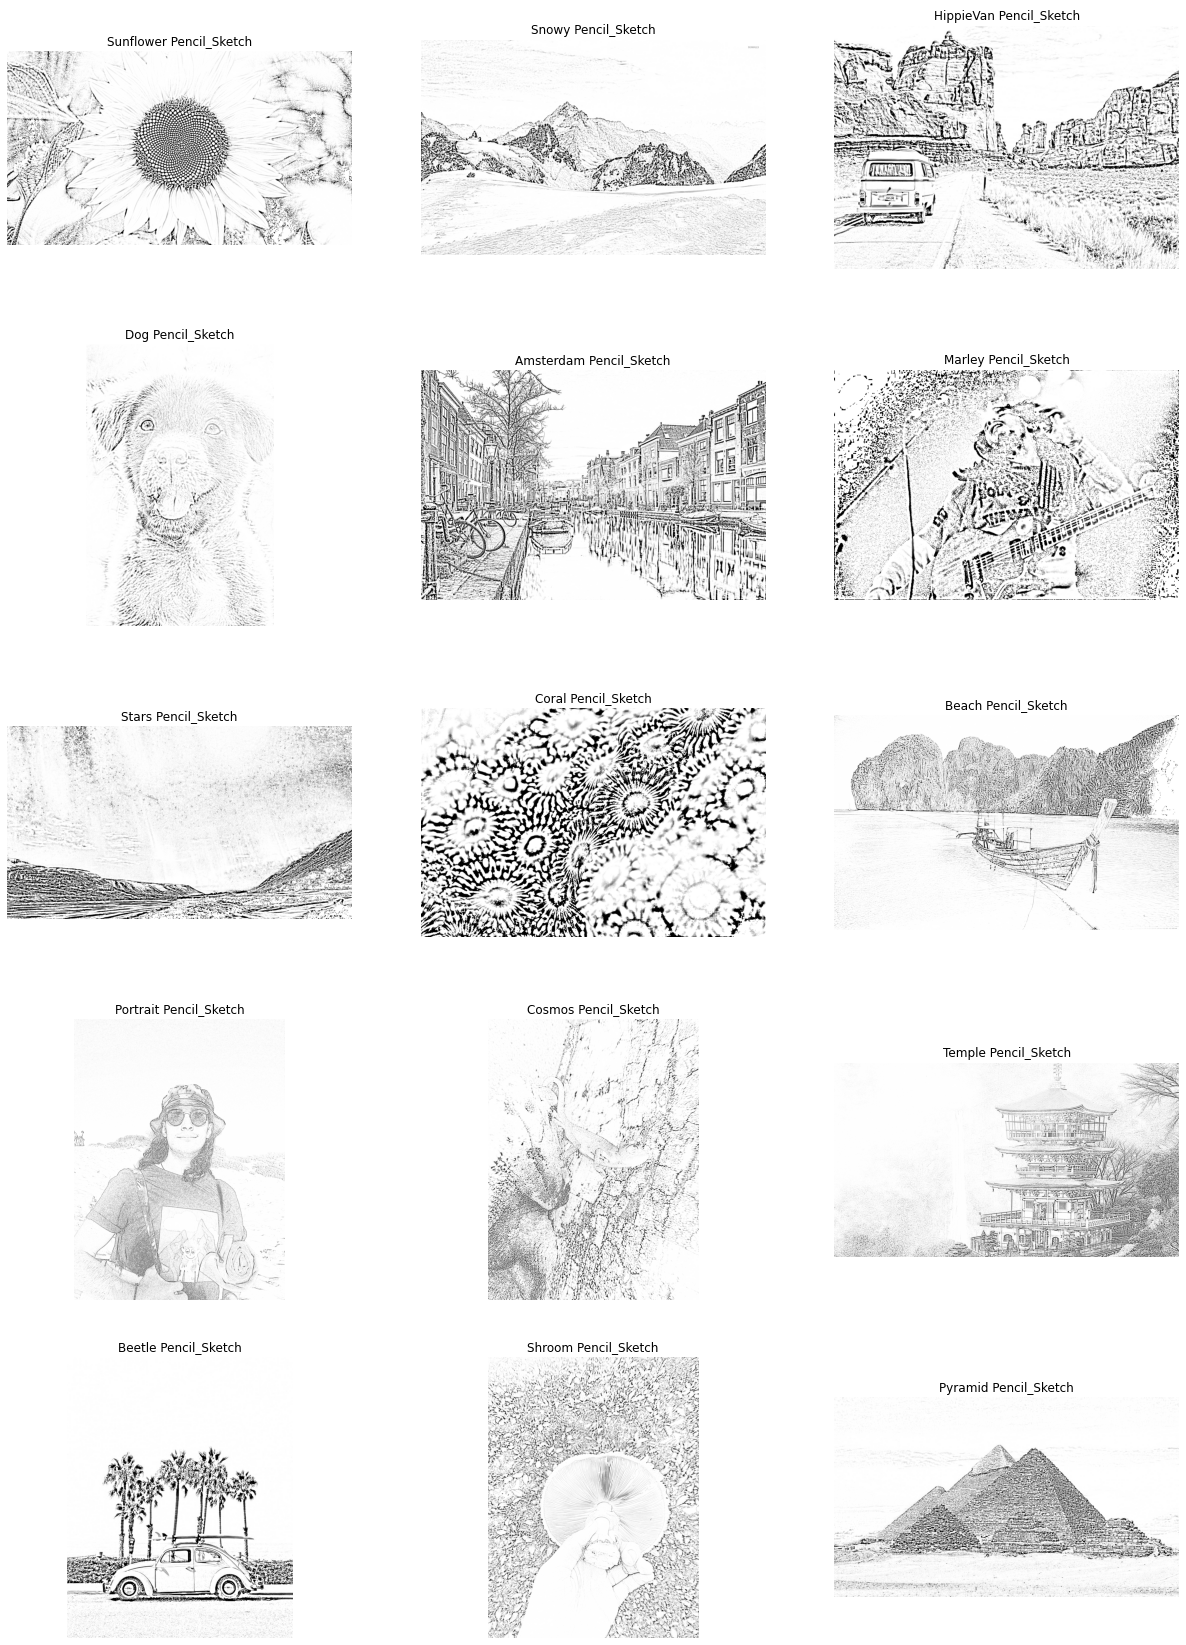 HippieVan Pencil_Sketch
Snowy Pencil_Sketch
Sunflower Pencil_Sketch
Dog Pencil_Sketch
Amsterdam Pencil_Sketch
Marley Pencil_Sketch
78
Coral Pencil_Sketch
Beach Pencil_Sketch
Stars Pencil_Sketch
Portrait Pencil_Sketch
Cosmos Pencil_Sketch
Temple Pencil_Sketch
Beetle Pencil_Sketch
Shroom Pencil_Sketch
Pyramid Pencil_Sketch